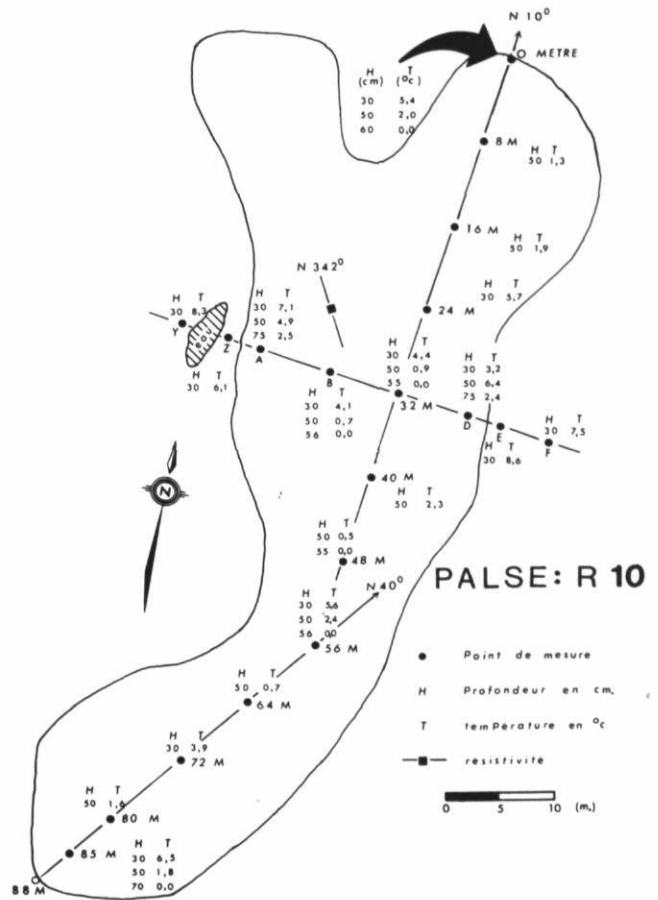 N 10°
O METRE
H T
(cm) (°c)
30 5,4
50 2,0
60 0,0
8 M
H T
50 1,3
16 M
H T
50 1,9
N 342°
H T
30 5,7
24 M
H T
30 8,3
Y
eau
Z
H T
30 6,1
H T
30 7,1
50 4,9
75 2,5
A
B
H T
30 4,1
50 0,7
56 0,0
H T
30 4,4
50 0,9
55 0,0
32 M
H T
30 3,2
50 6,4
75 2,4
D
E
H T
30 8,6
H T
30 7,5
F
N
40 M
H T
50 2,3
H T
50 0,5
55 0,0
48 M
N 40°
PALSE: R 10
H T
30 5,6
50 2,4
56 0,0
56 M
H T
50 0,7
64 M
H T
30 3,9
72 M
H T
50 1,6
80 M
85 M
H T
30 6,5
50 1,8
70 0,0
88 M
Point de mesure
H Profondeur en cm.
T temPérature en °c
résistivité
0 5 10 (m.)